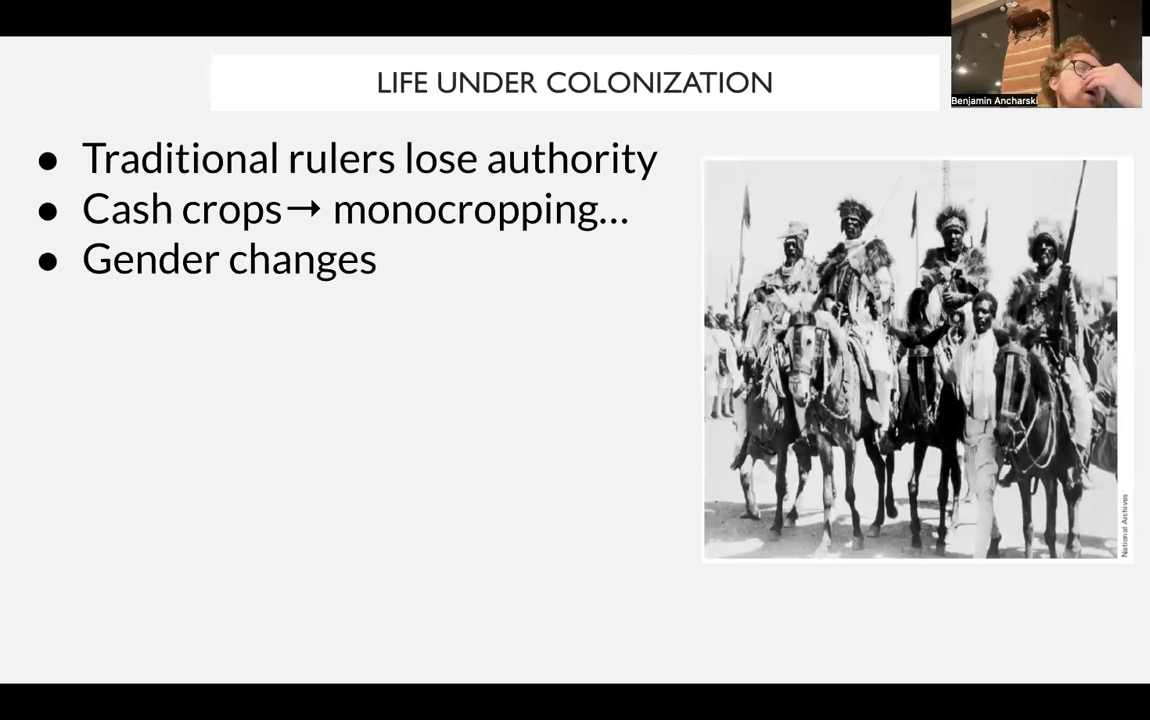 LIFE UNDER COLONIZATION
Benjamin Ancharski
● Traditional rulers lose authority
● Cash crops→ monocropping...
● Gender changes
National Archives